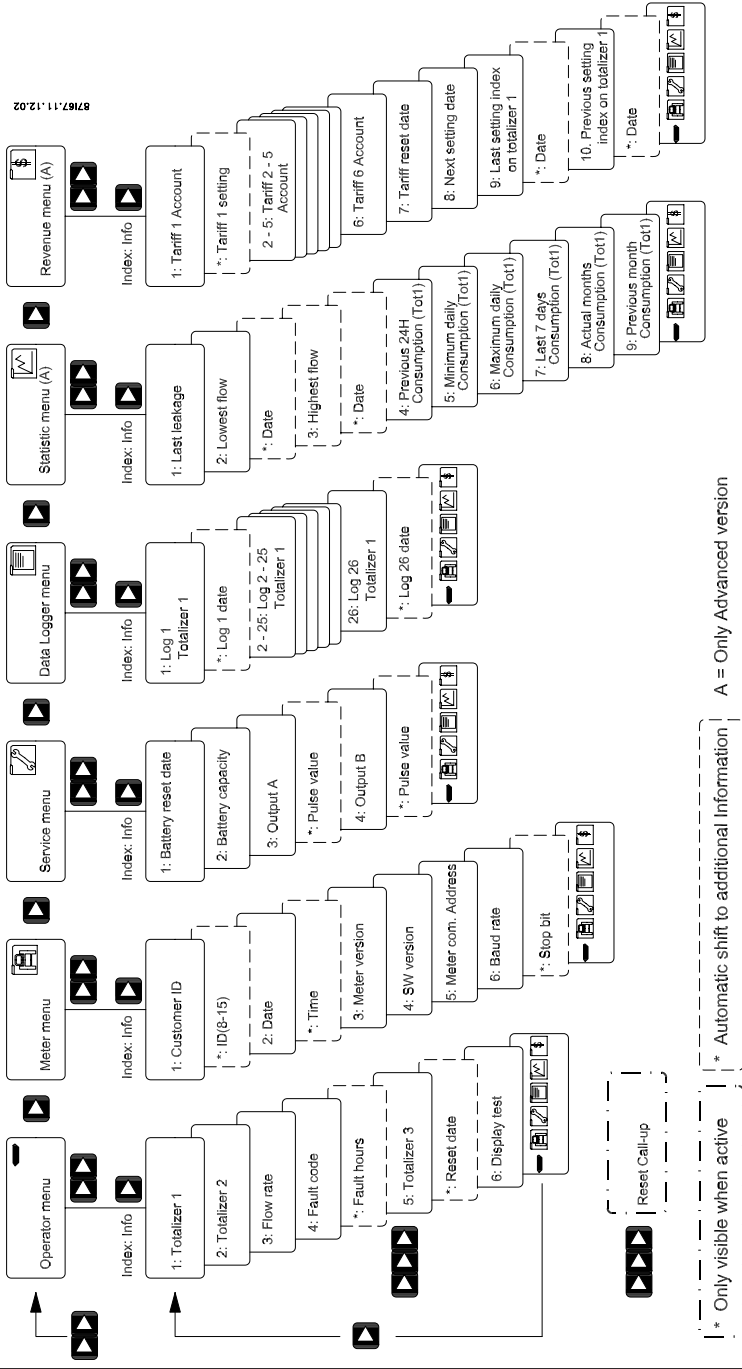 87I67.11.12.02
Operator menu
Meter menu
Service menu
Data Logger menu
Statistic menu (A)
Revenue menu (A)
$
Index: Info
Index: Info
Index: Info
Index: Info
Index: Info
Index: Info
1: Totalizer 1
2: Totalizer 2
3: Flow rate
4: Fault code
*: Fault hours
5: Totalizer 3
*: Reset date
6: Display test
$
1: Customer ID
*: ID(8-15)
2: Date
*: Time
3: Meter version
4: SW version
5: Meter com. Address
6: Baud rate
*: Stop bit
$
1: Battery reset date
2: Battery capacity
3: Output A
*: Pulse value
4: Output B
*: Pulse value
$
1: Log 1
Totalizer 1
*: Log 1 date
2 - 25: Log 2 - 25
Totalizer 1
26: Log 26
Totalizer 1
*: Log 26 date
$
1: Last leakage
2: Lowest flow
*: Date
3: Highest flow
*: Date
4: Previous 24H
Consumption (Tot1)
5: Minimum daily
Consumption (Tot1)
6: Maximum daily
Consumption (Tot1)
7: Last 7 days
Consumption (Tot1)
8: Actual months
Consumption (Tot1)
9: Previous month
Consumption (Tot1)
$
1: Tariff 1 Account
*: Tariff 1 setting
2 - 5: Tariff 2 - 5
Account
6: Tariff 6 Account
7: Tariff reset date
8: Next setting date
9: Last setting index
on totalizer 1
*: Date
10. Previous setting
index on totalizer 1
*: Date
$
Reset Call-up
* Only visible when active
* Automatic shift to additional Information
A = Only Advanced version